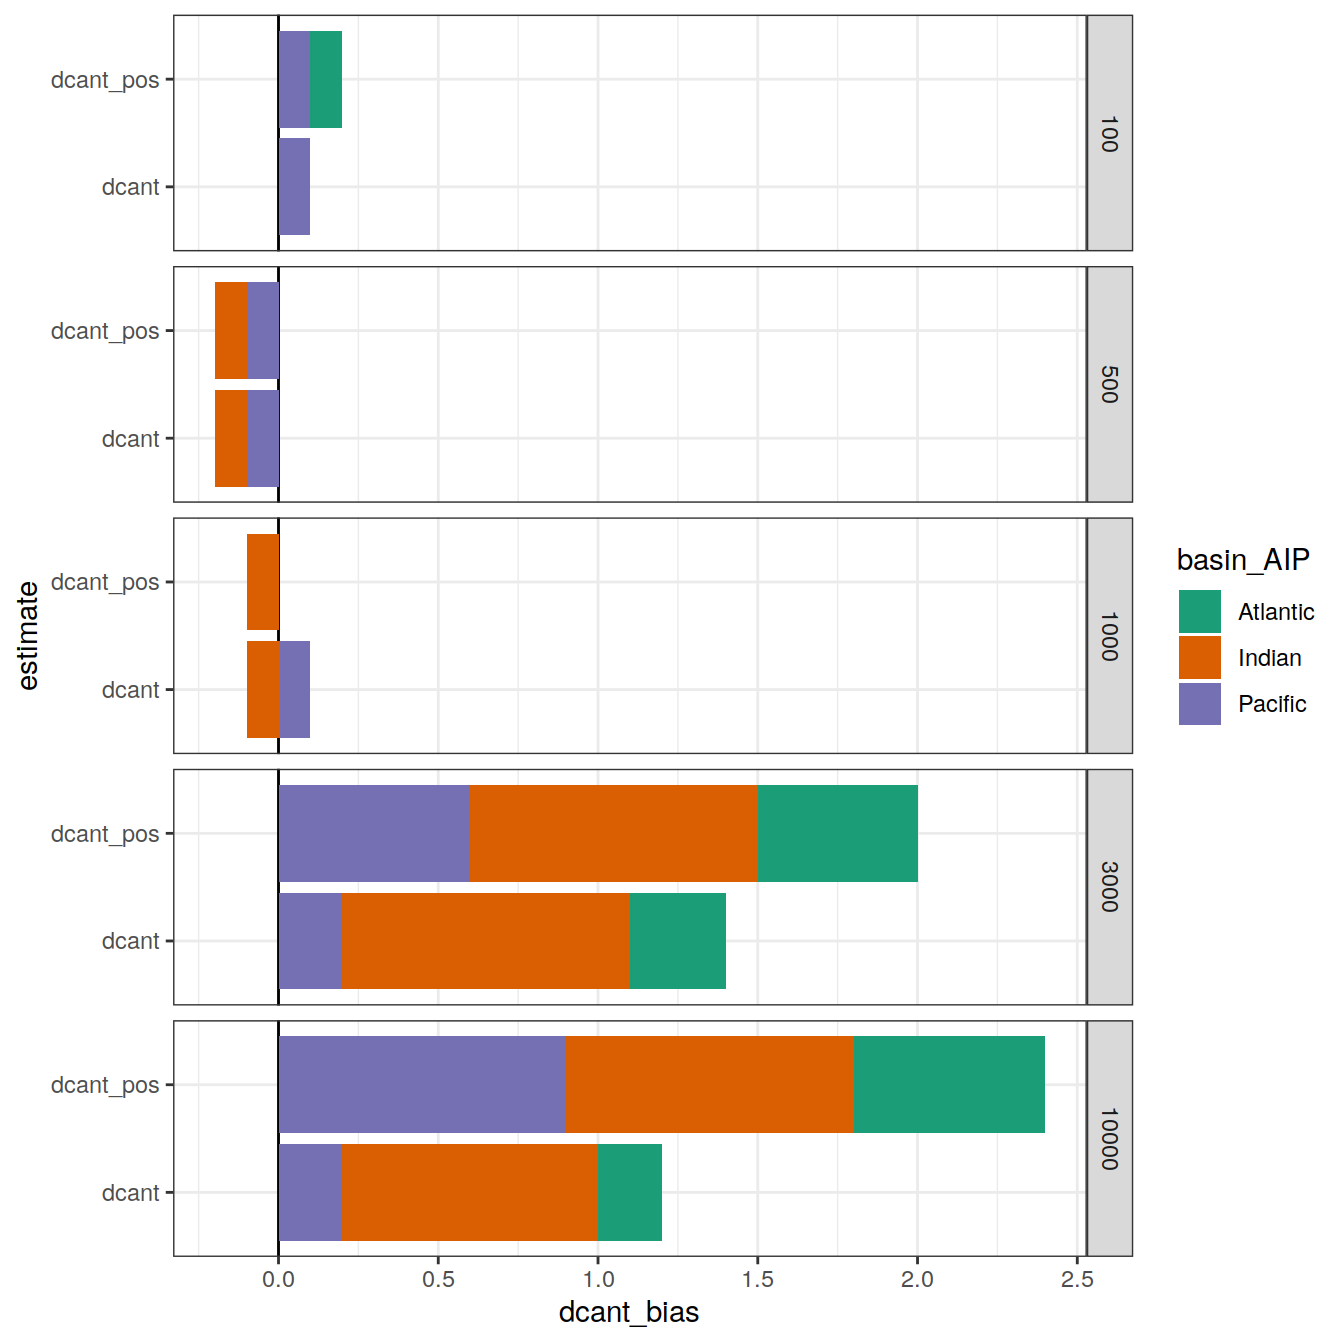 dcant_pos
dcant
100
dcant_pos
dcant
500
dcant_pos
dcant
1000
dcant_pos
dcant
3000
dcant_pos
dcant
10000
estimate
0.0 0.5 1.0 1.5 2.0 2.5
dcant_bias
basin_AIP
Atlantic
Indian
Pacific